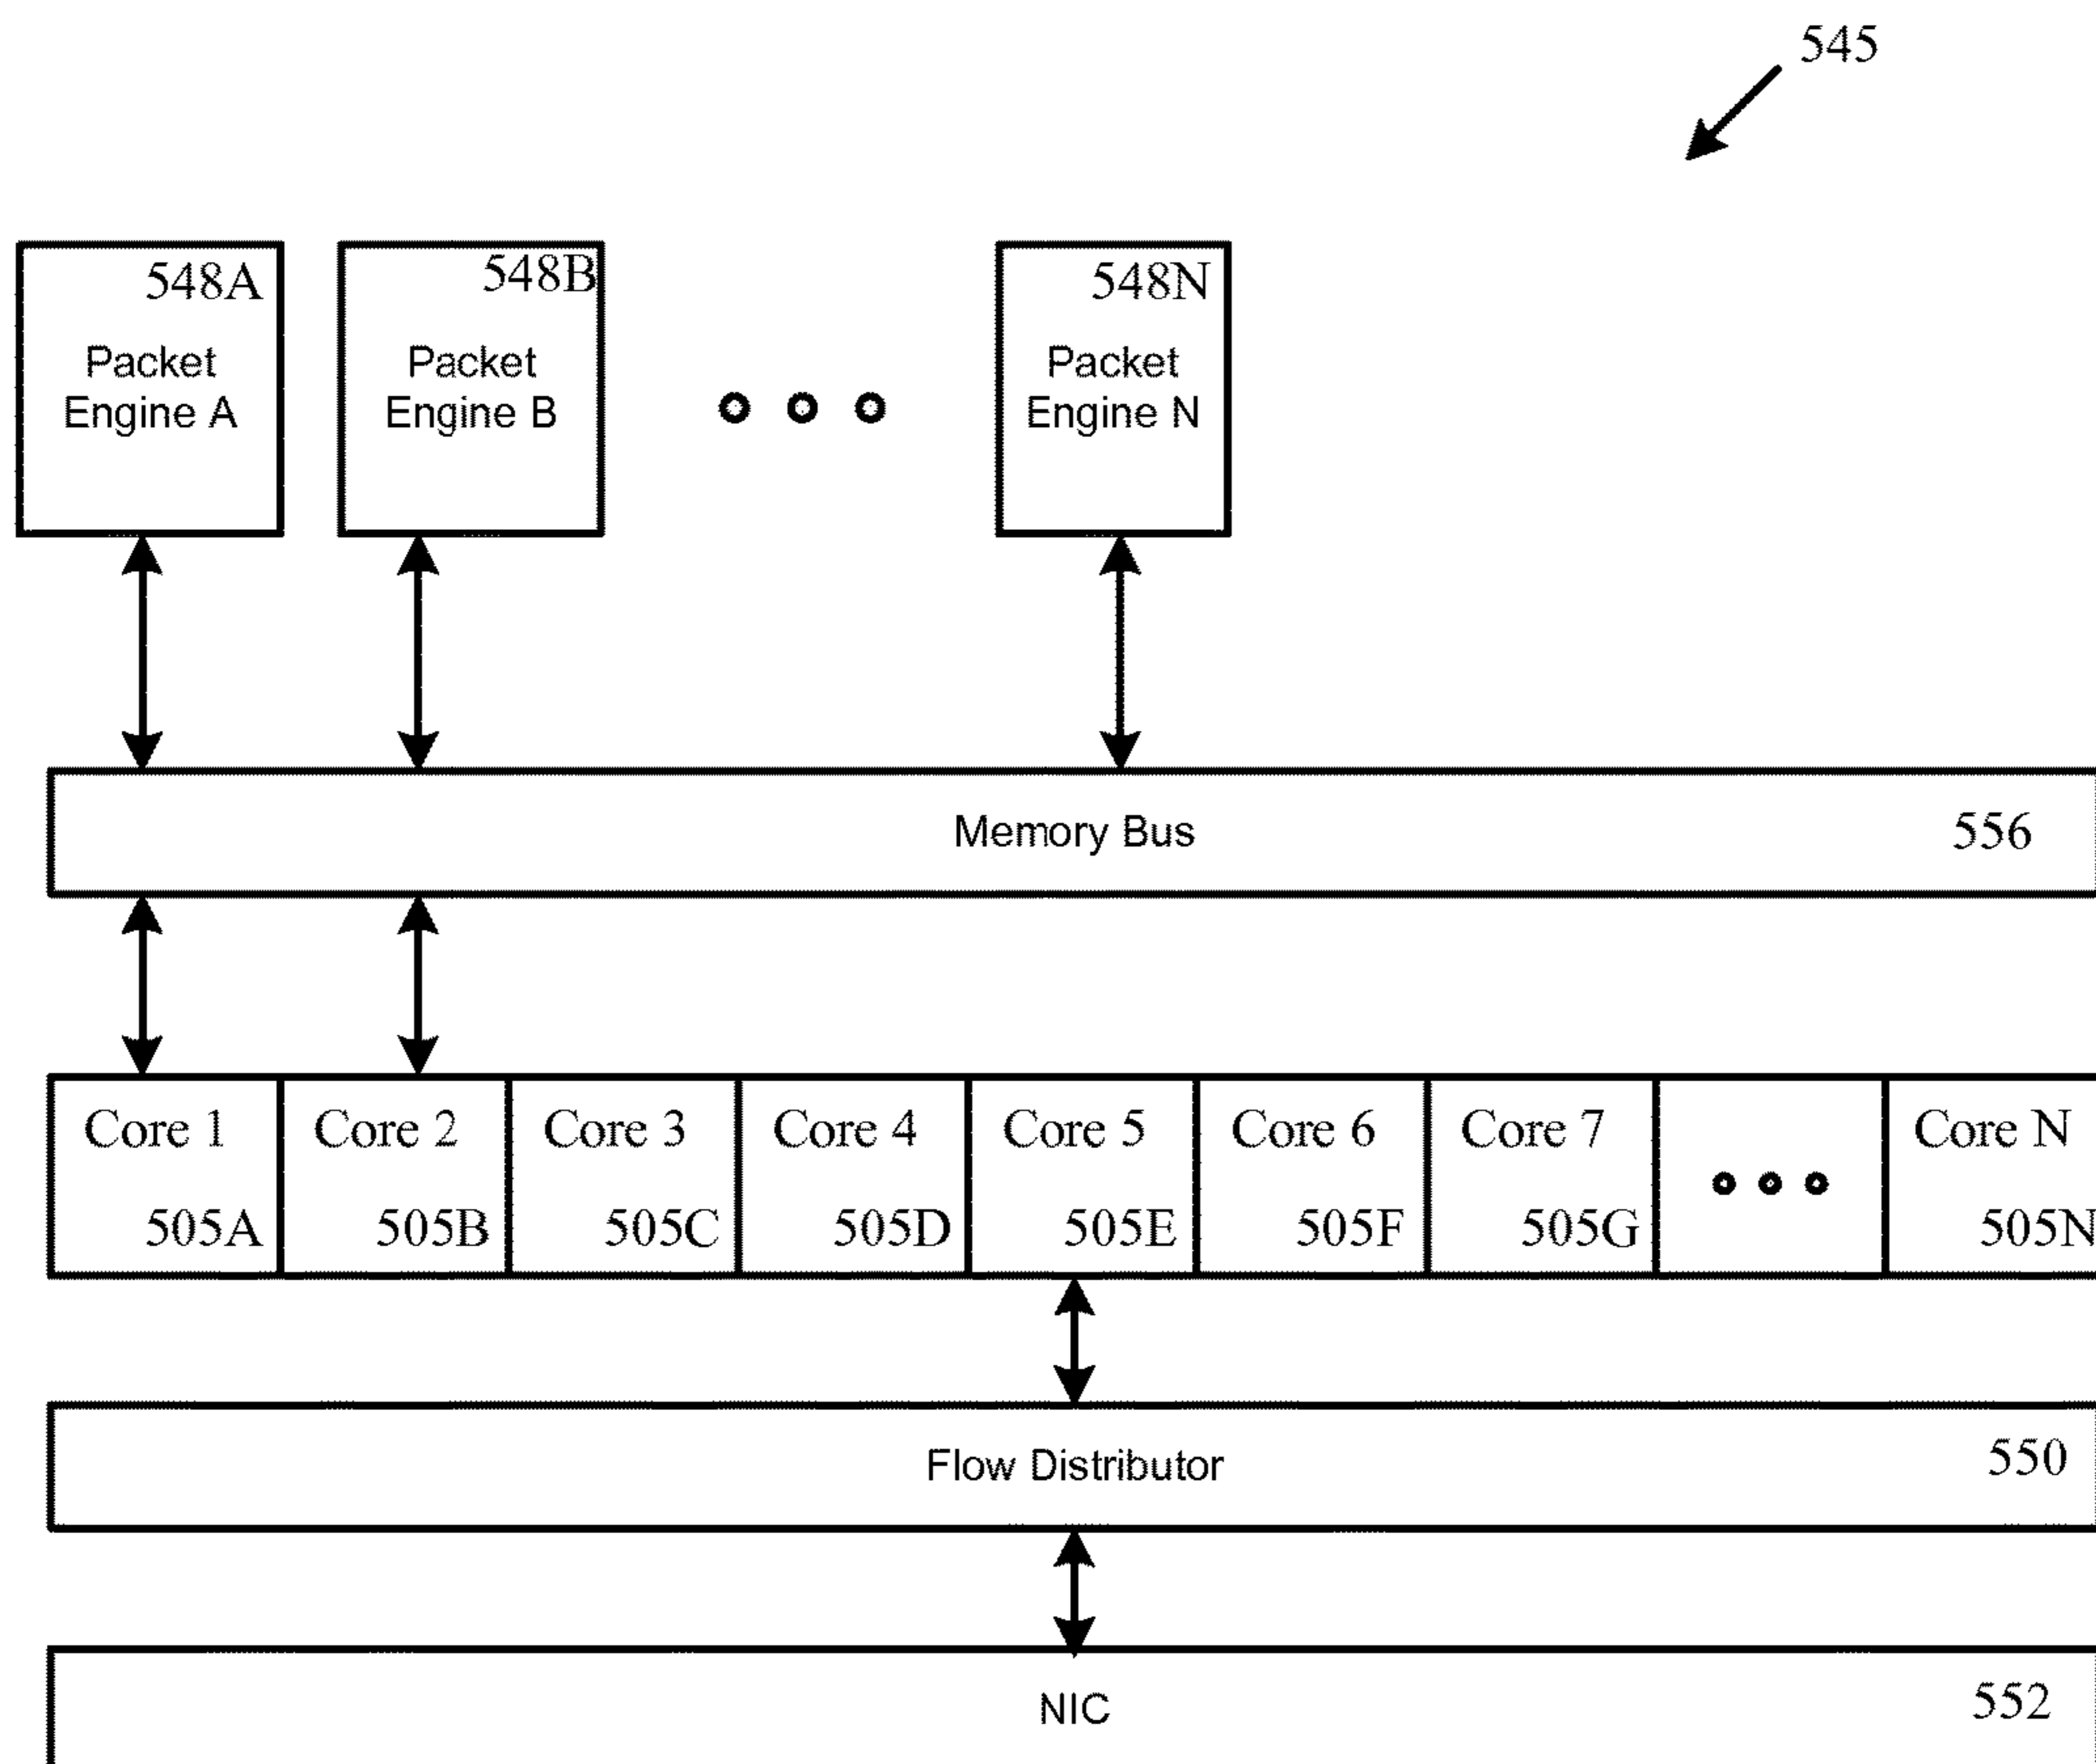 545
548A
Packet
Engine A
548B
Packet
Engine B
548N
Packet
Engine N
Memory Bus
556
Core 1
505A
Core 2
505B
Core 3
505C
Core 4
505D
Core 5
505E
Core 6
505F
Core 7
505G
Core N
505N
Flow Distributor
550
NIC
552